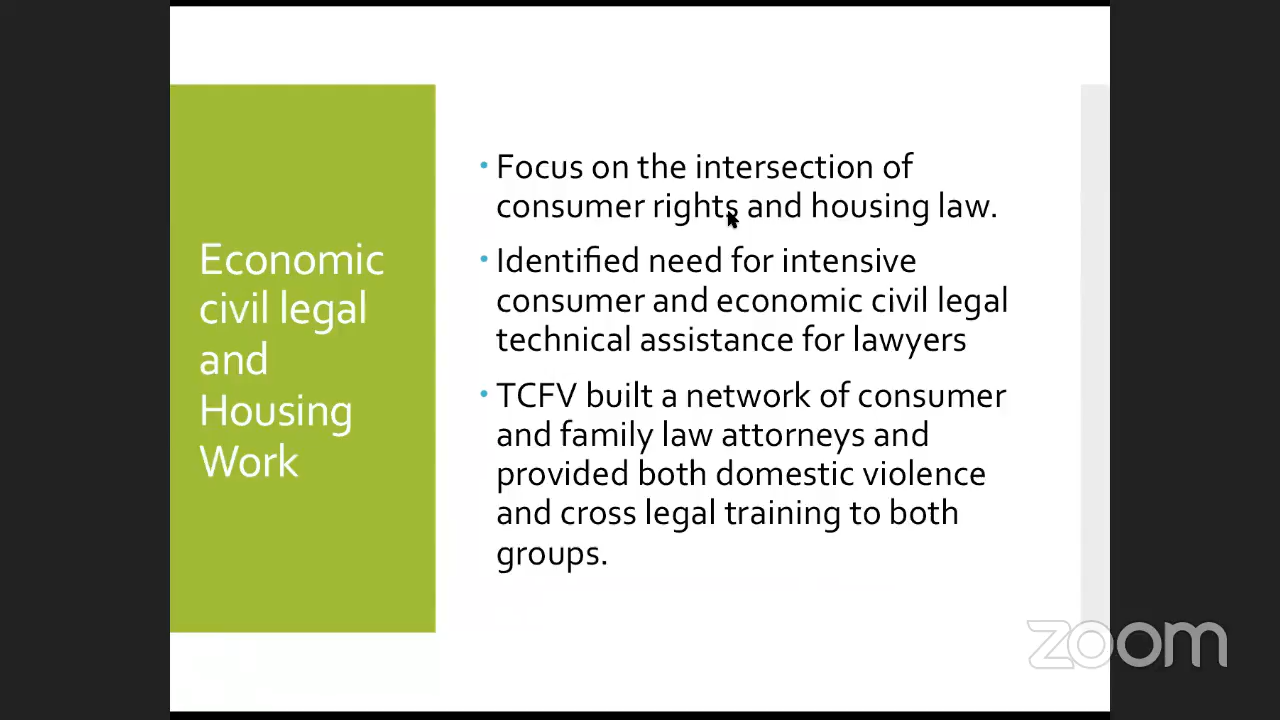 Economic
civil legal
and
Housing
Work
• Focus on the intersection of
consumer rights and housing law.
• Identified need for intensive
consumer and economic civil legal
technical assistance for lawyers
• TCFV built a network of consumer
and family law attorneys and
provided both domestic violence
and cross legal training to both
groups.
zoom